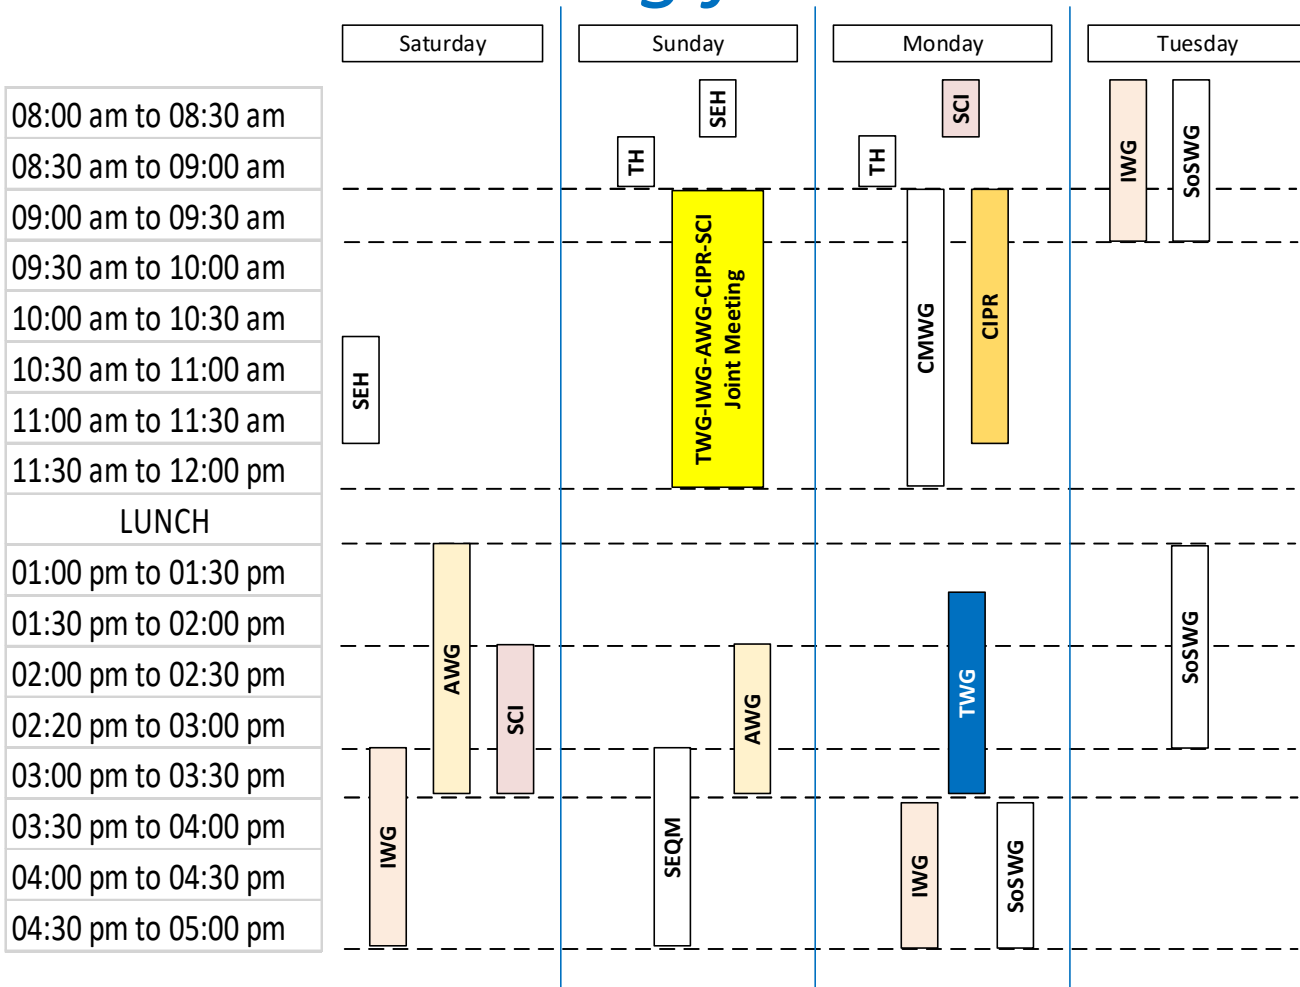 Saturday
Sunday
Monday
Tuesday
08:00 am to 08:30 am
08:30 am to 09:00 am
09:00 am to 09:30 am
09:30 am to 10:00 am
10:00 am to 10:30 am
10:30 am to 11:00 am
11:00 am to 11:30 am
11:30 am to 12:00 pm
LUNCH
01:00 pm to 01:30 pm
01:30 pm to 02:00 pm
02:00 pm to 02:30 pm
02:20 pm to 03:00 pm
03:00 pm to 03:30 pm
03:30 pm to 04:00 pm
04:00 pm to 04:30 pm
04:30 pm to 05:00 pm
SEH
AWG
SCI
IWG
SEH
TH
TWG-IWG-AWG-CIPR-SCI
Joint Meeting
AWG
SEQM
SCI
TH
CMWG
CIPR
TWG
IWG
SoSWG
IWG
SoSWG
SoSWG